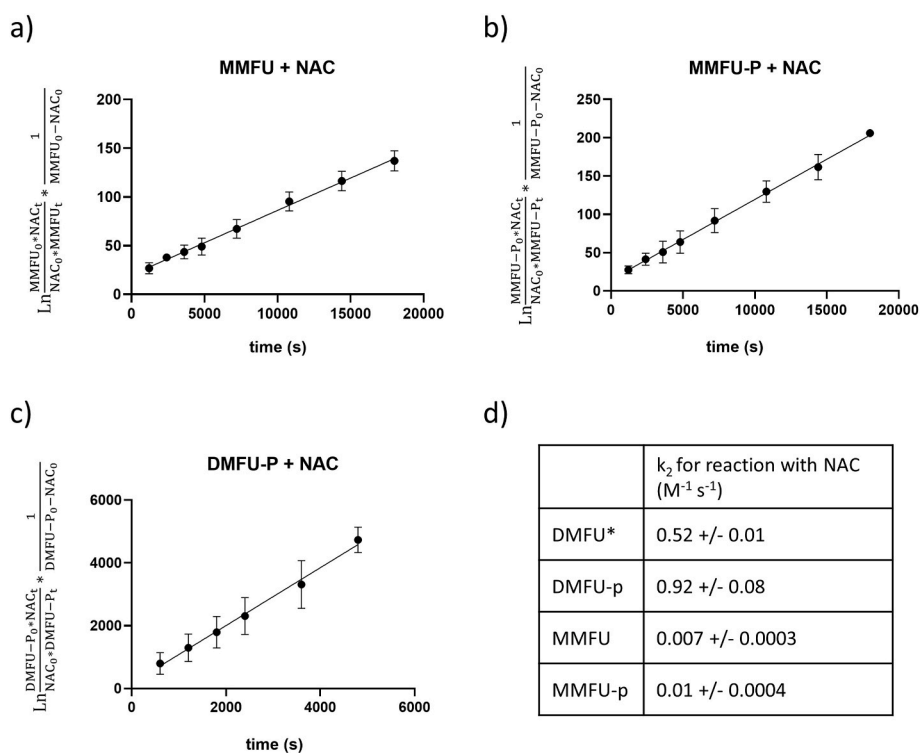 a)
MMFU + NAC
Ln MMFU₀*NACₜ / NAC₀*MMFUₜ * 1 / MMFU₀−NAC₀
200
150
100
50
0
0 5000 10000 15000 20000
time (s)
b)
MMFU-P + NAC
Ln MMFU−P₀*NACₜ / NAC₀*MMFU−Pₜ * 1 / MMFU−P₀−NAC₀
250
200
150
100
50
0
0 5000 10000 15000 20000
time (s)
c)
DMFU-P + NAC
Ln DMFU−P₀*NACₜ / NAC₀*DMFU−Pₜ * 1 / DMFU−P₀−NAC₀
6000
4000
2000
0
0 2000 4000 6000
time (s)
d)
k₂ for reaction with NAC
(M⁻¹ s⁻¹)
DMFU* 0.52 +/- 0.01
DMFU-p 0.92 +/- 0.08
MMFU 0.007 +/- 0.0003
MMFU-p 0.01 +/- 0.0004